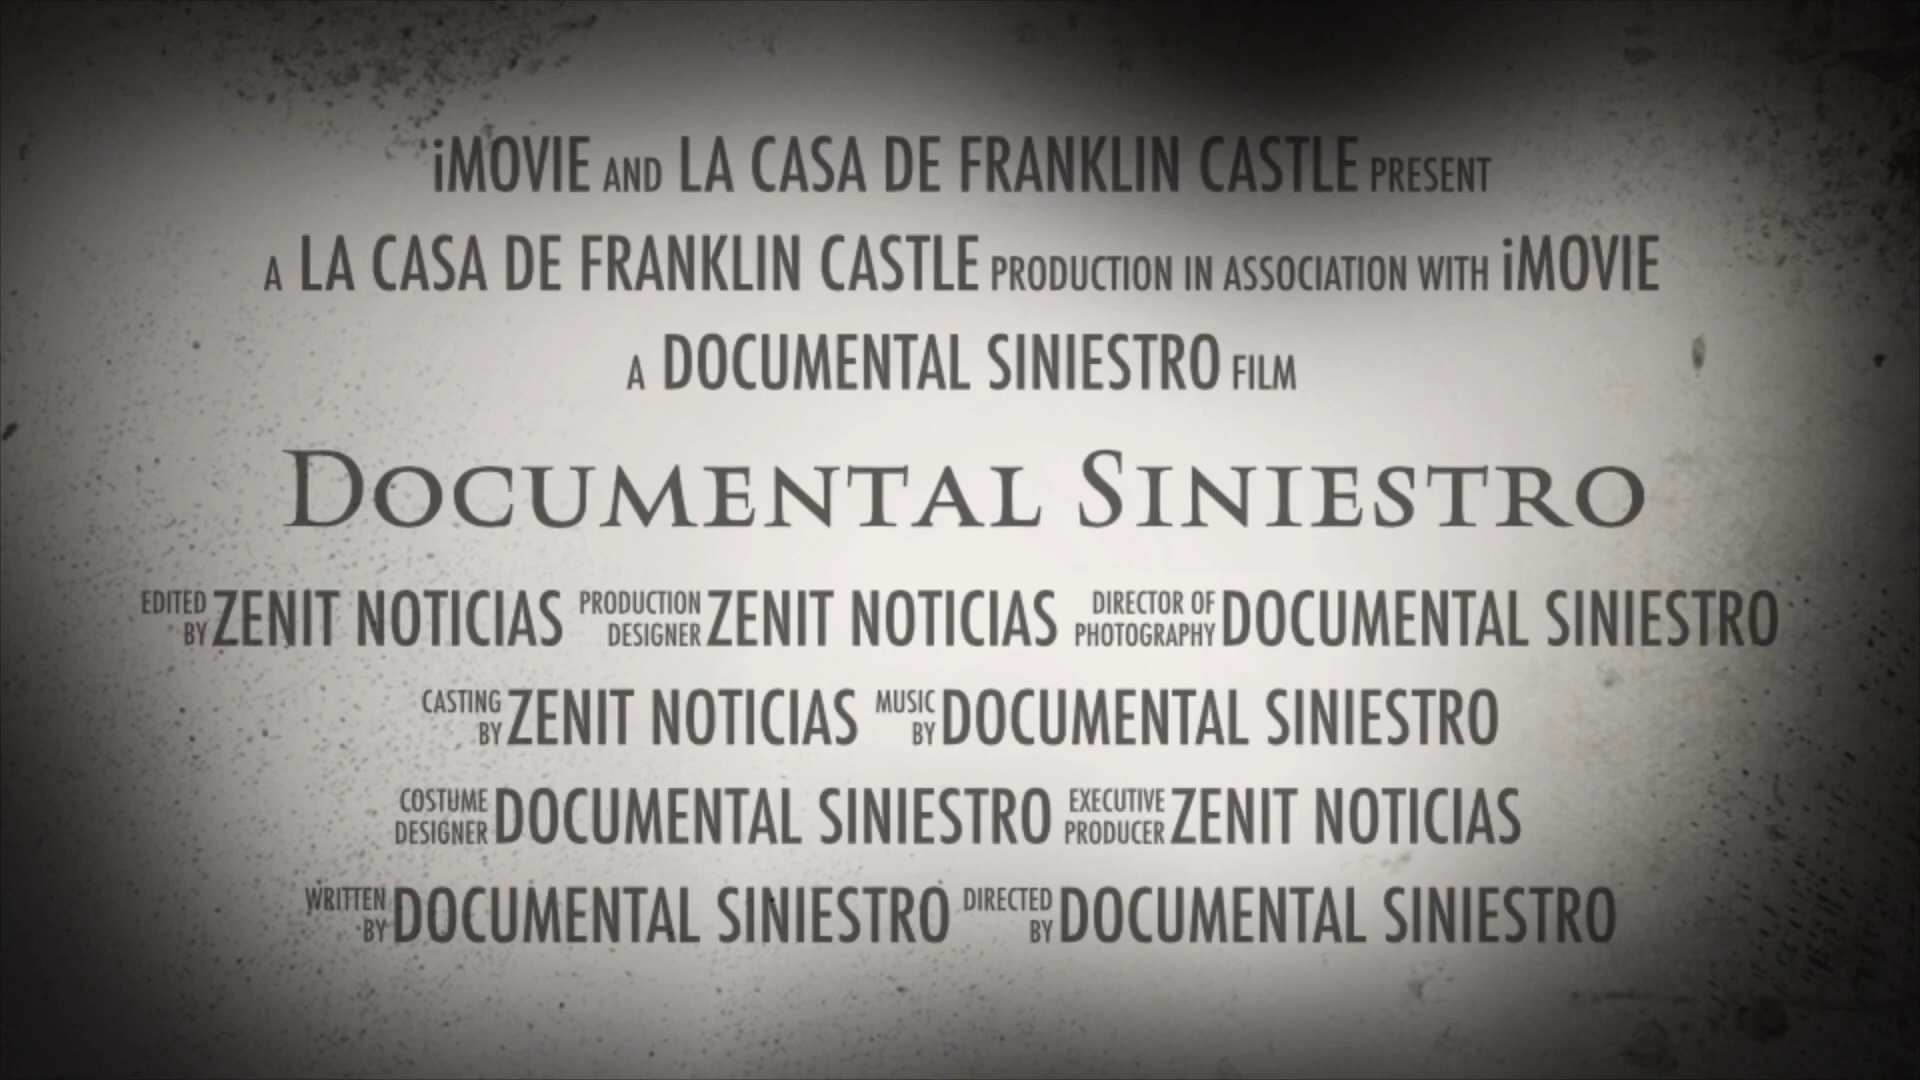 iMOVIE AND LA CASA DE FRANKLIN CASTLE PRESENT
A LA CASA DE FRANKLIN CASTLE PRODUCTION IN ASSOCIATION WITH iMOVIE
A DOCUMENTAL SINIESTRO FILM
DOCUMENTAL SINIESTRO
EDITED BY ZENIT NOTICIAS PRODUCTION DESIGNER ZENIT NOTICIAS DIRECTOR OF PHOTOGRAPHY DOCUMENTAL SINIESTRO
CASTING BY ZENIT NOTICIAS MUSIC BY DOCUMENTAL SINIESTRO
COSTUME DESIGNER DOCUMENTAL SINIESTRO EXECUTIVE PRODUCER ZENIT NOTICIAS
WRITTEN BY DOCUMENTAL SINIESTRO DIRECTED BY DOCUMENTAL SINIESTRO